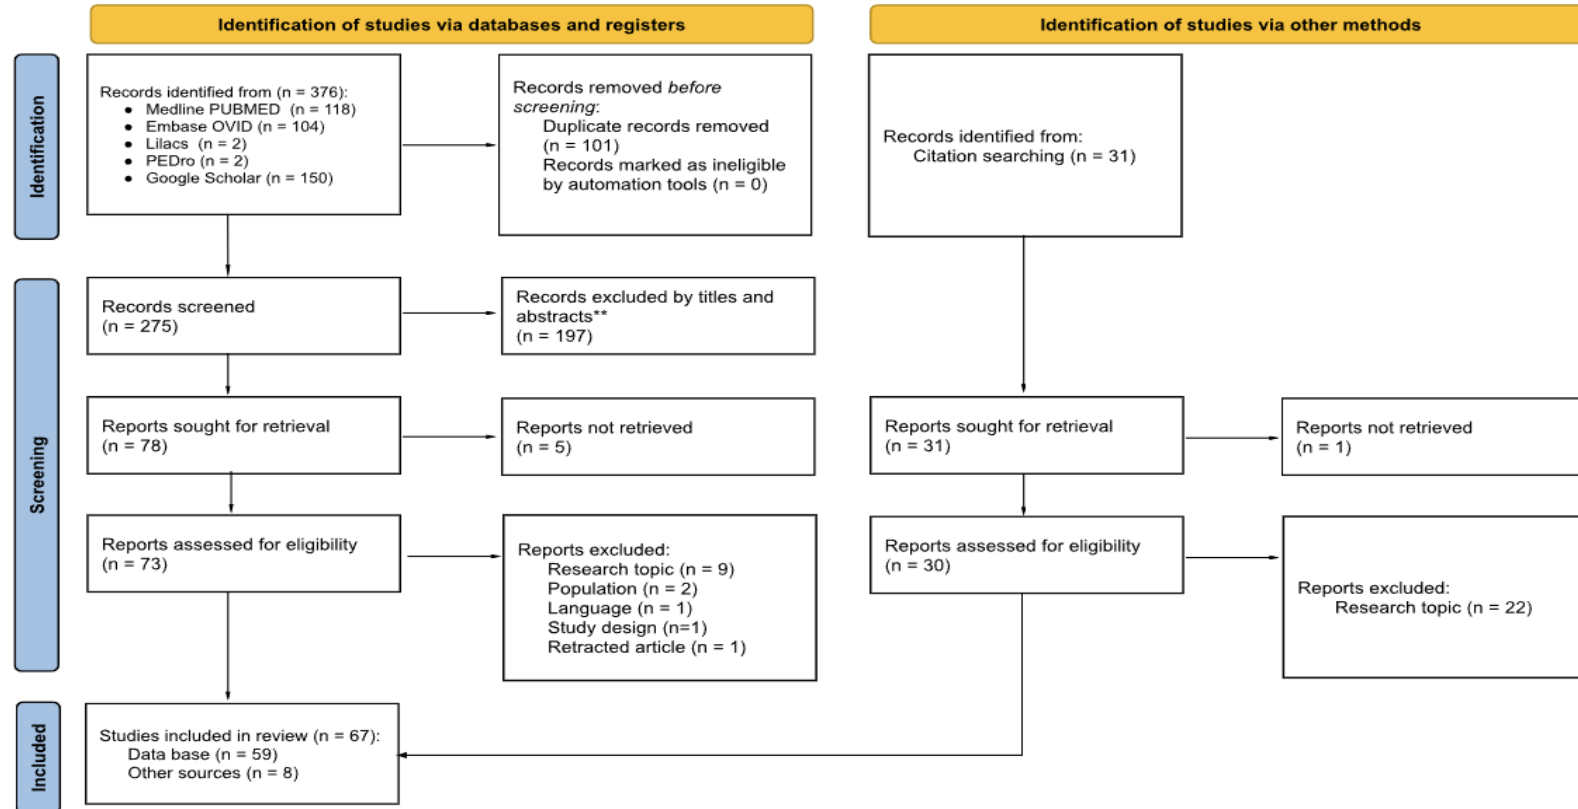 Identification of studies via databases and registers
Identification of studies via other methods
Identification
Records identified from (n = 376):
● Medline PUBMED (n = 118)
● Embase OVID (n = 104)
● Lilacs (n = 2)
● PEDro (n = 2)
● Google Scholar (n = 150)
Records removed before
screening:
Duplicate records removed
(n = 101)
Records marked as ineligible
by automation tools (n = 0)
Records identified from:
Citation searching (n = 31)
Screening
Records screened
(n = 275)
Records excluded by titles and
abstracts**
(n = 197)
Reports sought for retrieval
(n = 78)
Reports not retrieved
(n = 5)
Reports sought for retrieval
(n = 31)
Reports not retrieved
(n = 1)
Reports assessed for eligibility
(n = 73)
Reports excluded:
Research topic (n = 9)
Population (n = 2)
Language (n = 1)
Study design (n=1)
Retracted article (n = 1)
Reports assessed for eligibility
(n = 30)
Reports excluded:
Research topic (n = 22)
Included
Studies included in review (n = 67):
Data base (n = 59)
Other sources (n = 8)